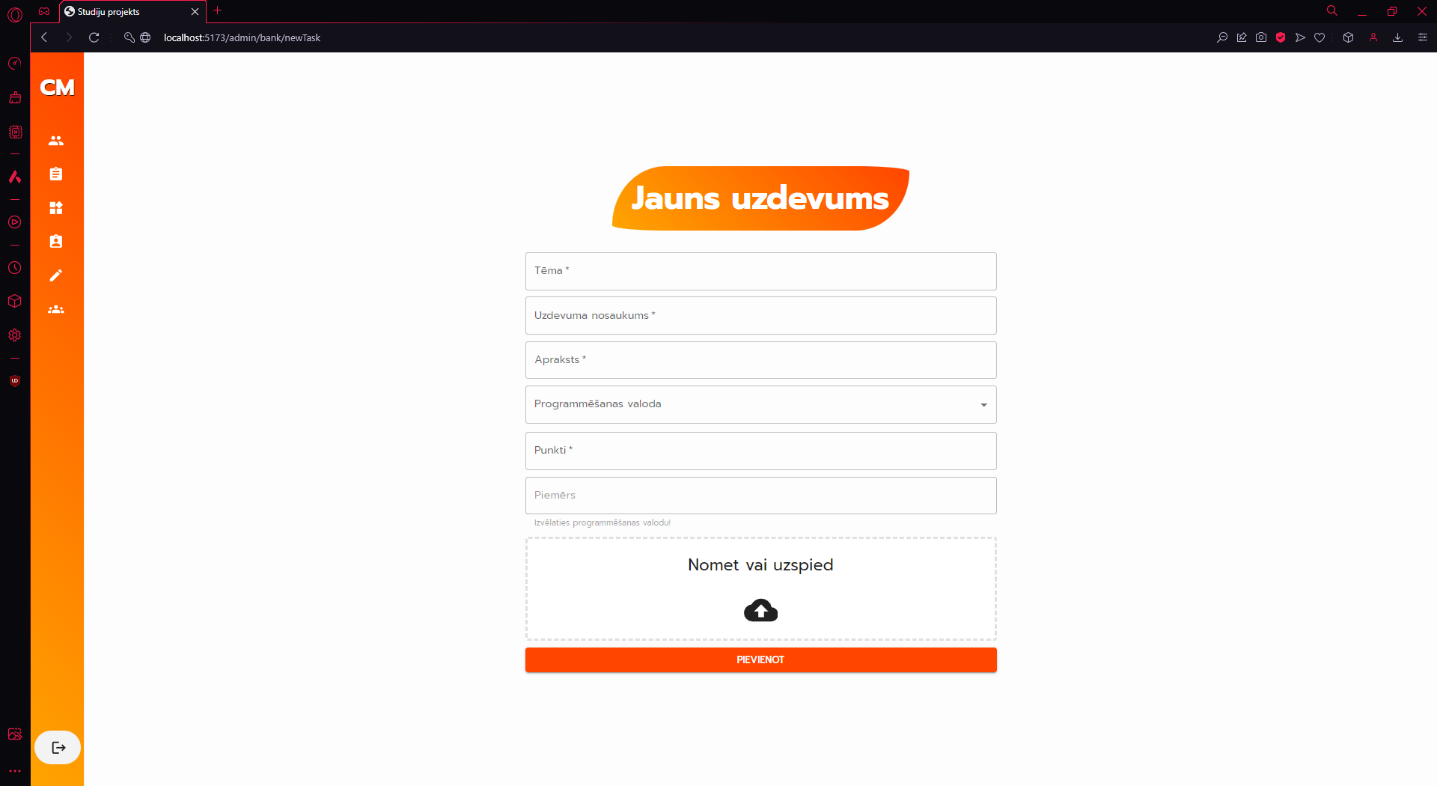 Studiju projekts
localhost:5173/admin/bank/newTask
CM
Jauns uzdevums
Tēma *
Uzdevuma nosaukums *
Apraksts *
Programmēšanas valoda
Punkti *
Piemērs
Izvēlaties programmēšanas valodu!
Nomet vai uzspied
PIEVIENOT